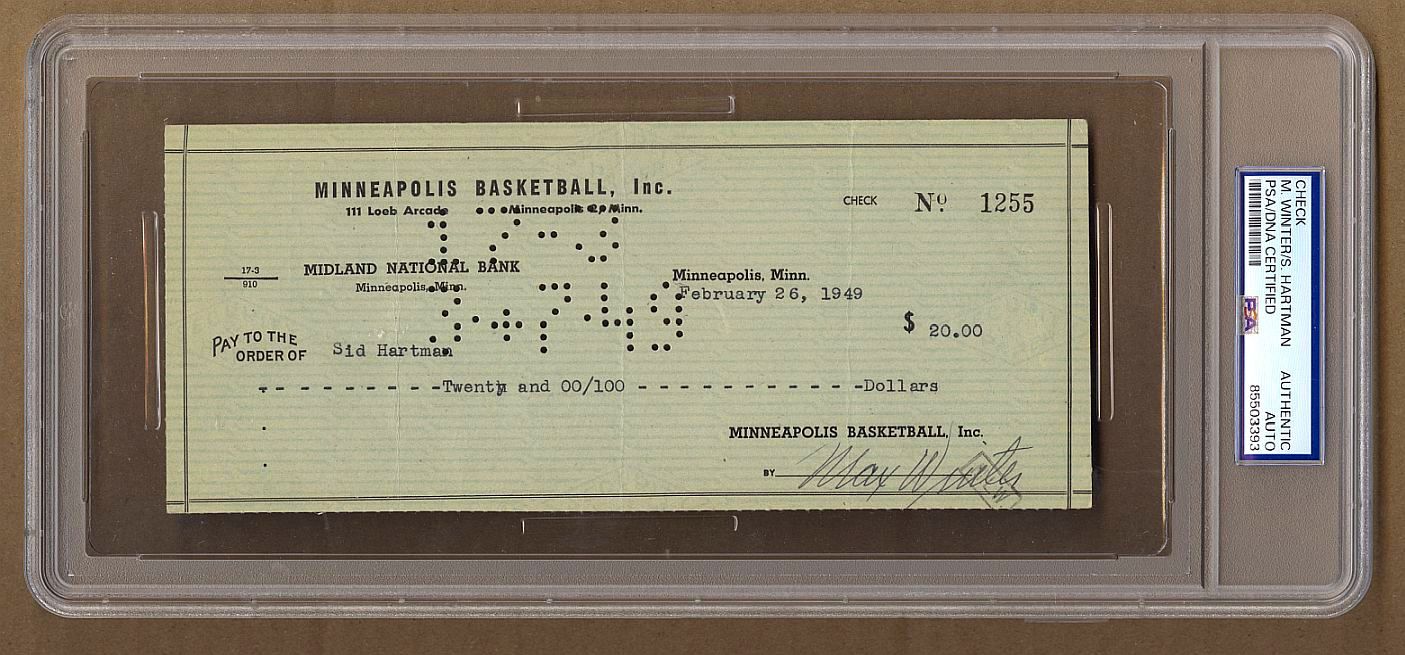 MINNEAPOLIS BASKETBALL, Inc.
111 Loeb Arcade Minneapolis 2, Minn.
CHECK No 1255
17-3
910
MIDLAND NATIONAL BANK
Minneapolis, Minn.
Minneapolis, Minn.
February 26, 1949
$ 20.00
PAY TO THE
ORDER OF Sid Hartman
- - - - - - - - -Twenty and 00/100 - - - - - - - - - - - -Dollars
MINNEAPOLIS BASKETBALL, Inc.
BY Max Winter
CHECK
M. WINTER/S. HARTMAN AUTHENTIC
PSA/DNA CERTIFIED AUTO
85503393
PSA